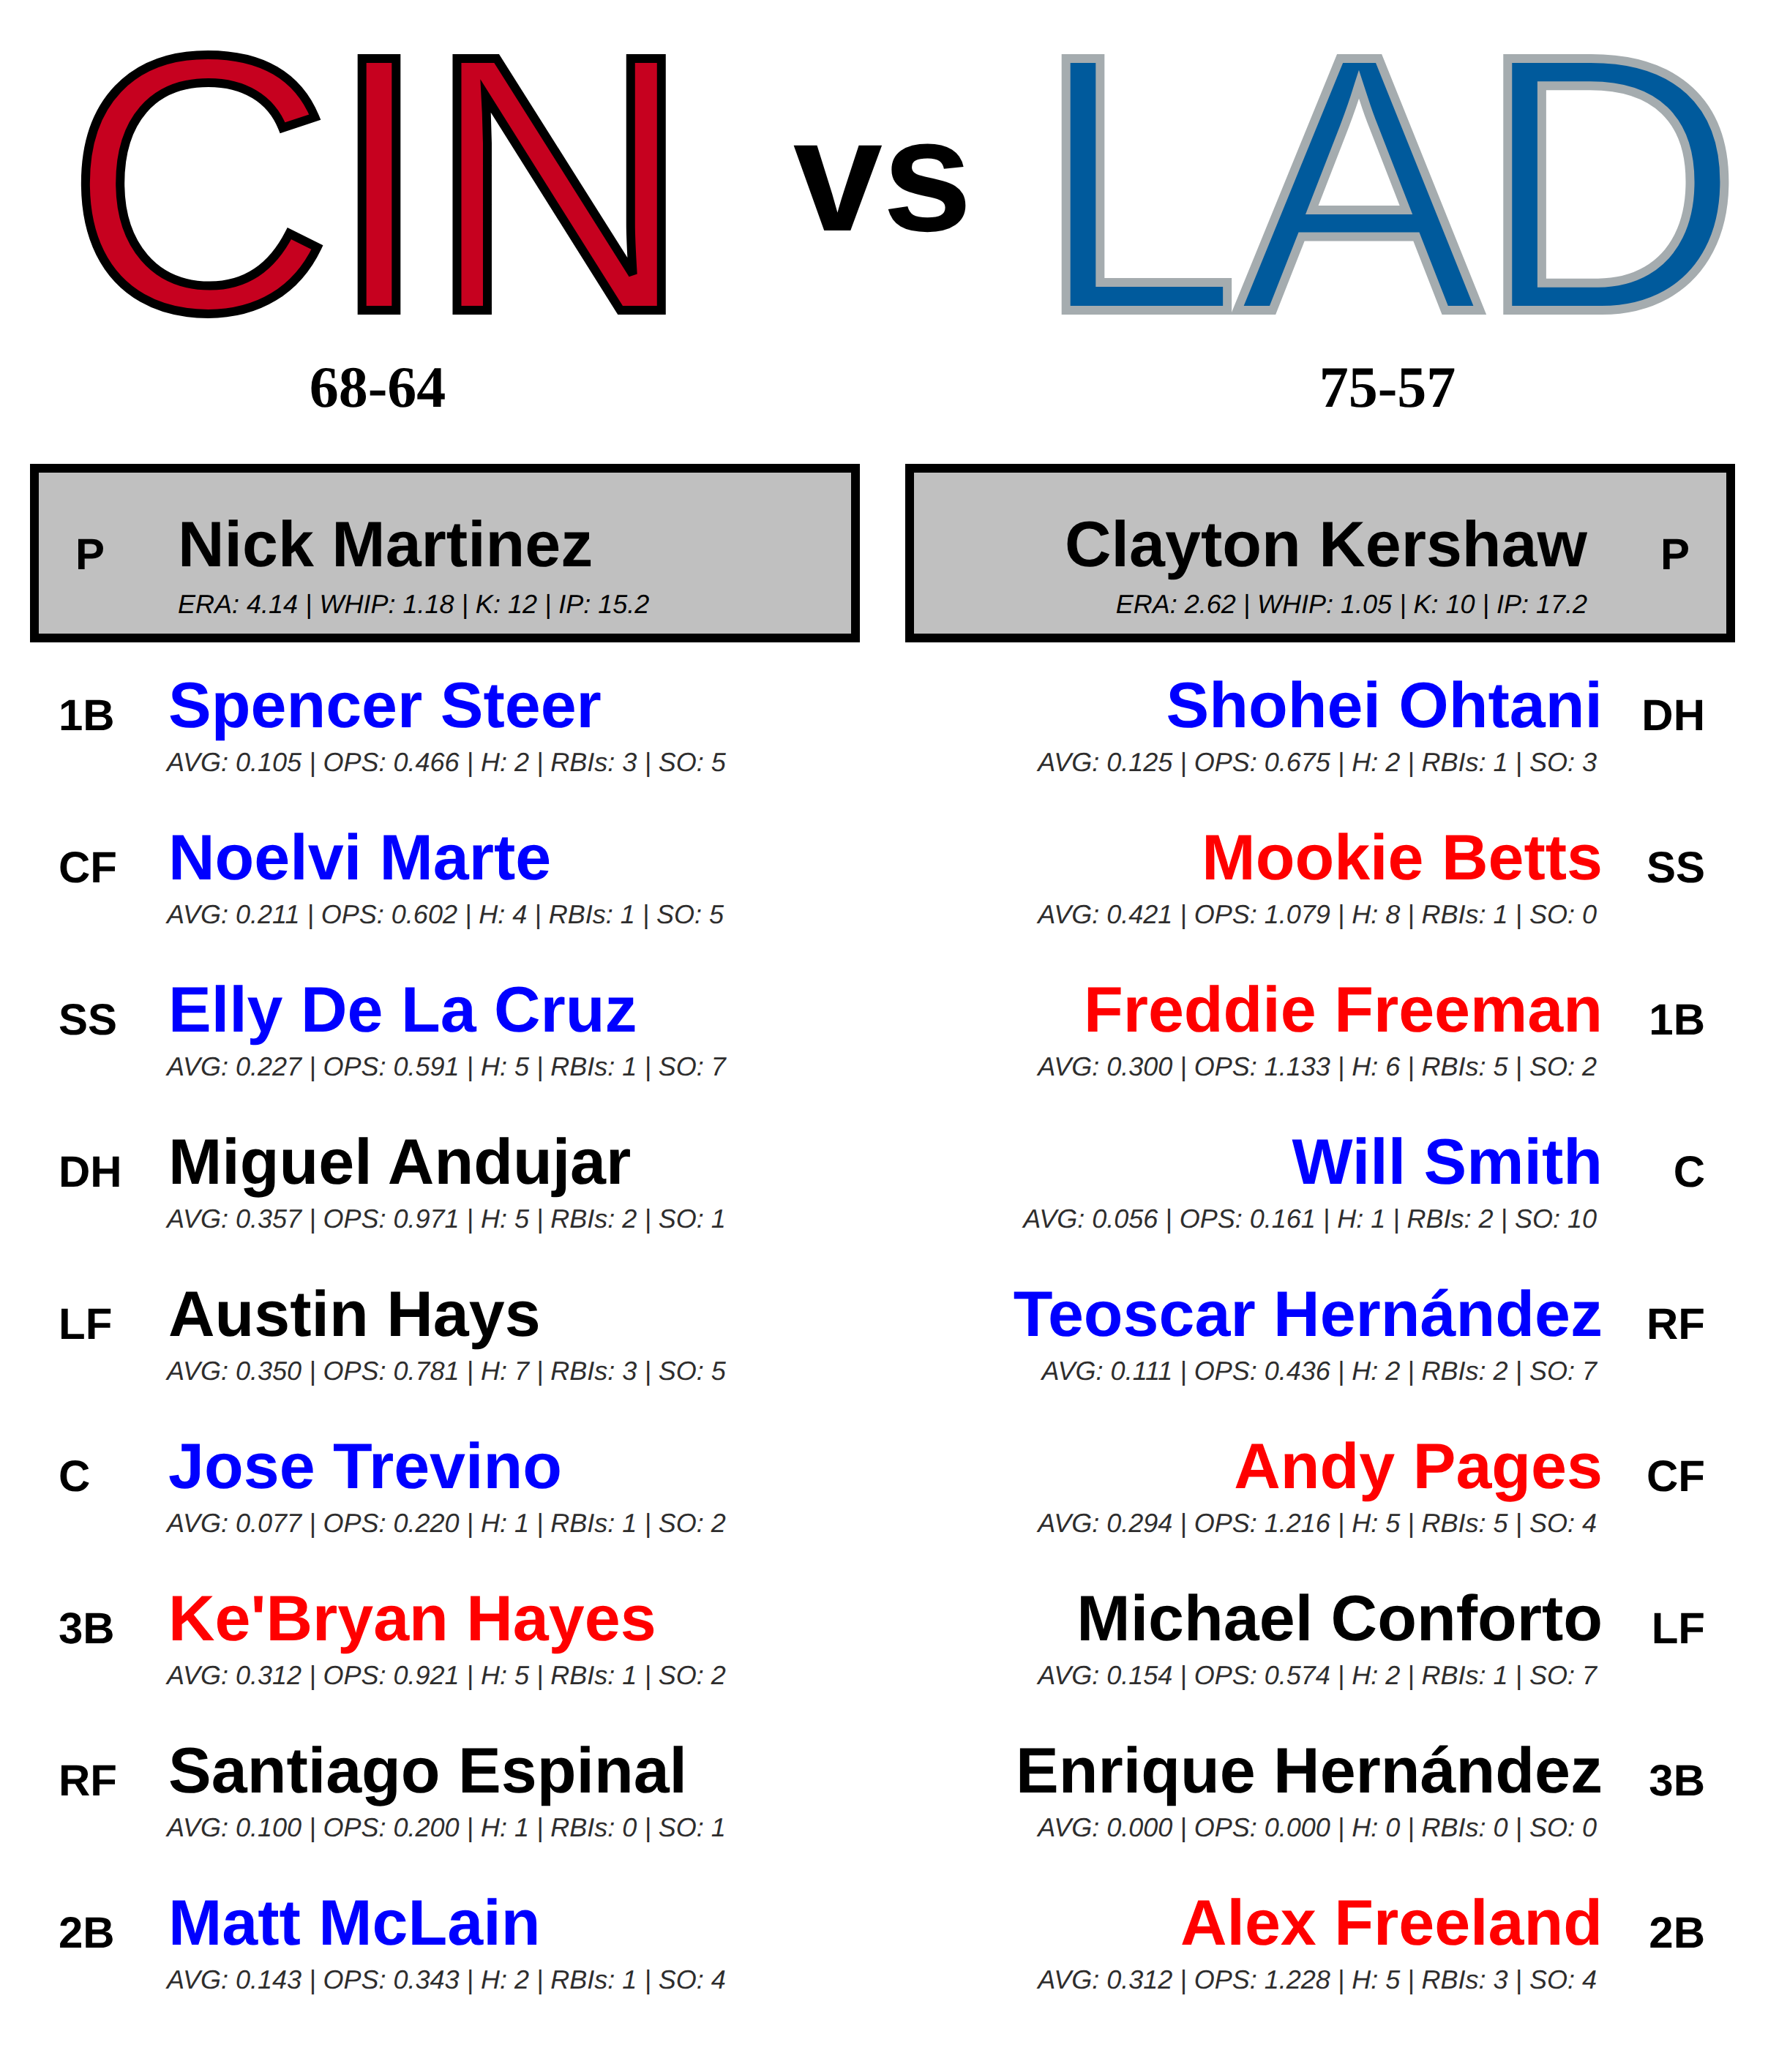 CIN vs LAD
68-64
75-57
P Nick Martinez
ERA: 4.14 | WHIP: 1.18 | K: 12 | IP: 15.2
Clayton Kershaw P
ERA: 2.62 | WHIP: 1.05 | K: 10 | IP: 17.2
1B Spencer Steer
AVG: 0.105 | OPS: 0.466 | H: 2 | RBIs: 3 | SO: 5
CF Noelvi Marte
AVG: 0.211 | OPS: 0.602 | H: 4 | RBIs: 1 | SO: 5
SS Elly De La Cruz
AVG: 0.227 | OPS: 0.591 | H: 5 | RBIs: 1 | SO: 7
DH Miguel Andujar
AVG: 0.357 | OPS: 0.971 | H: 5 | RBIs: 2 | SO: 1
LF Austin Hays
AVG: 0.350 | OPS: 0.781 | H: 7 | RBIs: 3 | SO: 5
C Jose Trevino
AVG: 0.077 | OPS: 0.220 | H: 1 | RBIs: 1 | SO: 2
3B Ke'Bryan Hayes
AVG: 0.312 | OPS: 0.921 | H: 5 | RBIs: 1 | SO: 2
RF Santiago Espinal
AVG: 0.100 | OPS: 0.200 | H: 1 | RBIs: 0 | SO: 1
2B Matt McLain
AVG: 0.143 | OPS: 0.343 | H: 2 | RBIs: 1 | SO: 4
Shohei Ohtani DH
AVG: 0.125 | OPS: 0.675 | H: 2 | RBIs: 1 | SO: 3
Mookie Betts SS
AVG: 0.421 | OPS: 1.079 | H: 8 | RBIs: 1 | SO: 0
Freddie Freeman 1B
AVG: 0.300 | OPS: 1.133 | H: 6 | RBIs: 5 | SO: 2
Will Smith C
AVG: 0.056 | OPS: 0.161 | H: 1 | RBIs: 2 | SO: 10
Teoscar Hernández RF
AVG: 0.111 | OPS: 0.436 | H: 2 | RBIs: 2 | SO: 7
Andy Pages CF
AVG: 0.294 | OPS: 1.216 | H: 5 | RBIs: 5 | SO: 4
Michael Conforto LF
AVG: 0.154 | OPS: 0.574 | H: 2 | RBIs: 1 | SO: 7
Enrique Hernández 3B
AVG: 0.000 | OPS: 0.000 | H: 0 | RBIs: 0 | SO: 0
Alex Freeland 2B
AVG: 0.312 | OPS: 1.228 | H: 5 | RBIs: 3 | SO: 4